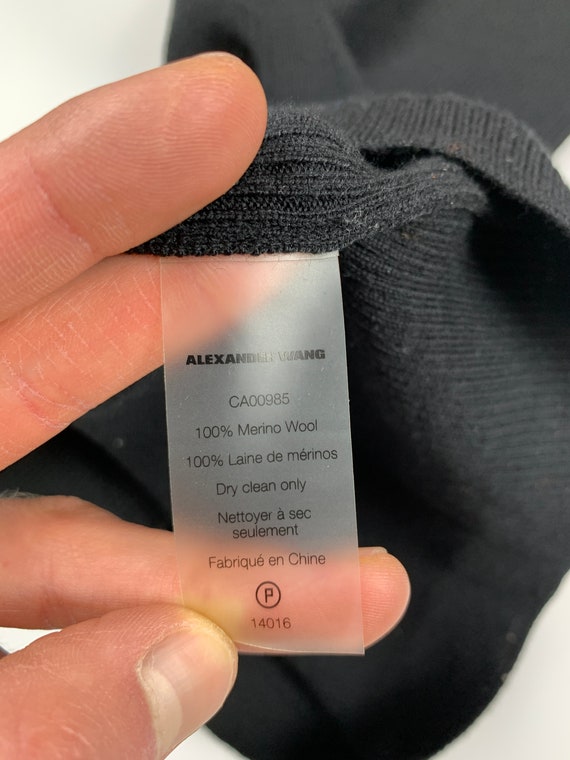 ALEXANDER WANG
CA00985
100% Merino Wool
100% Laine de mérinos
Dry clean only
Nettoyer à sec
seulement
Fabriqué en Chine
P
14016